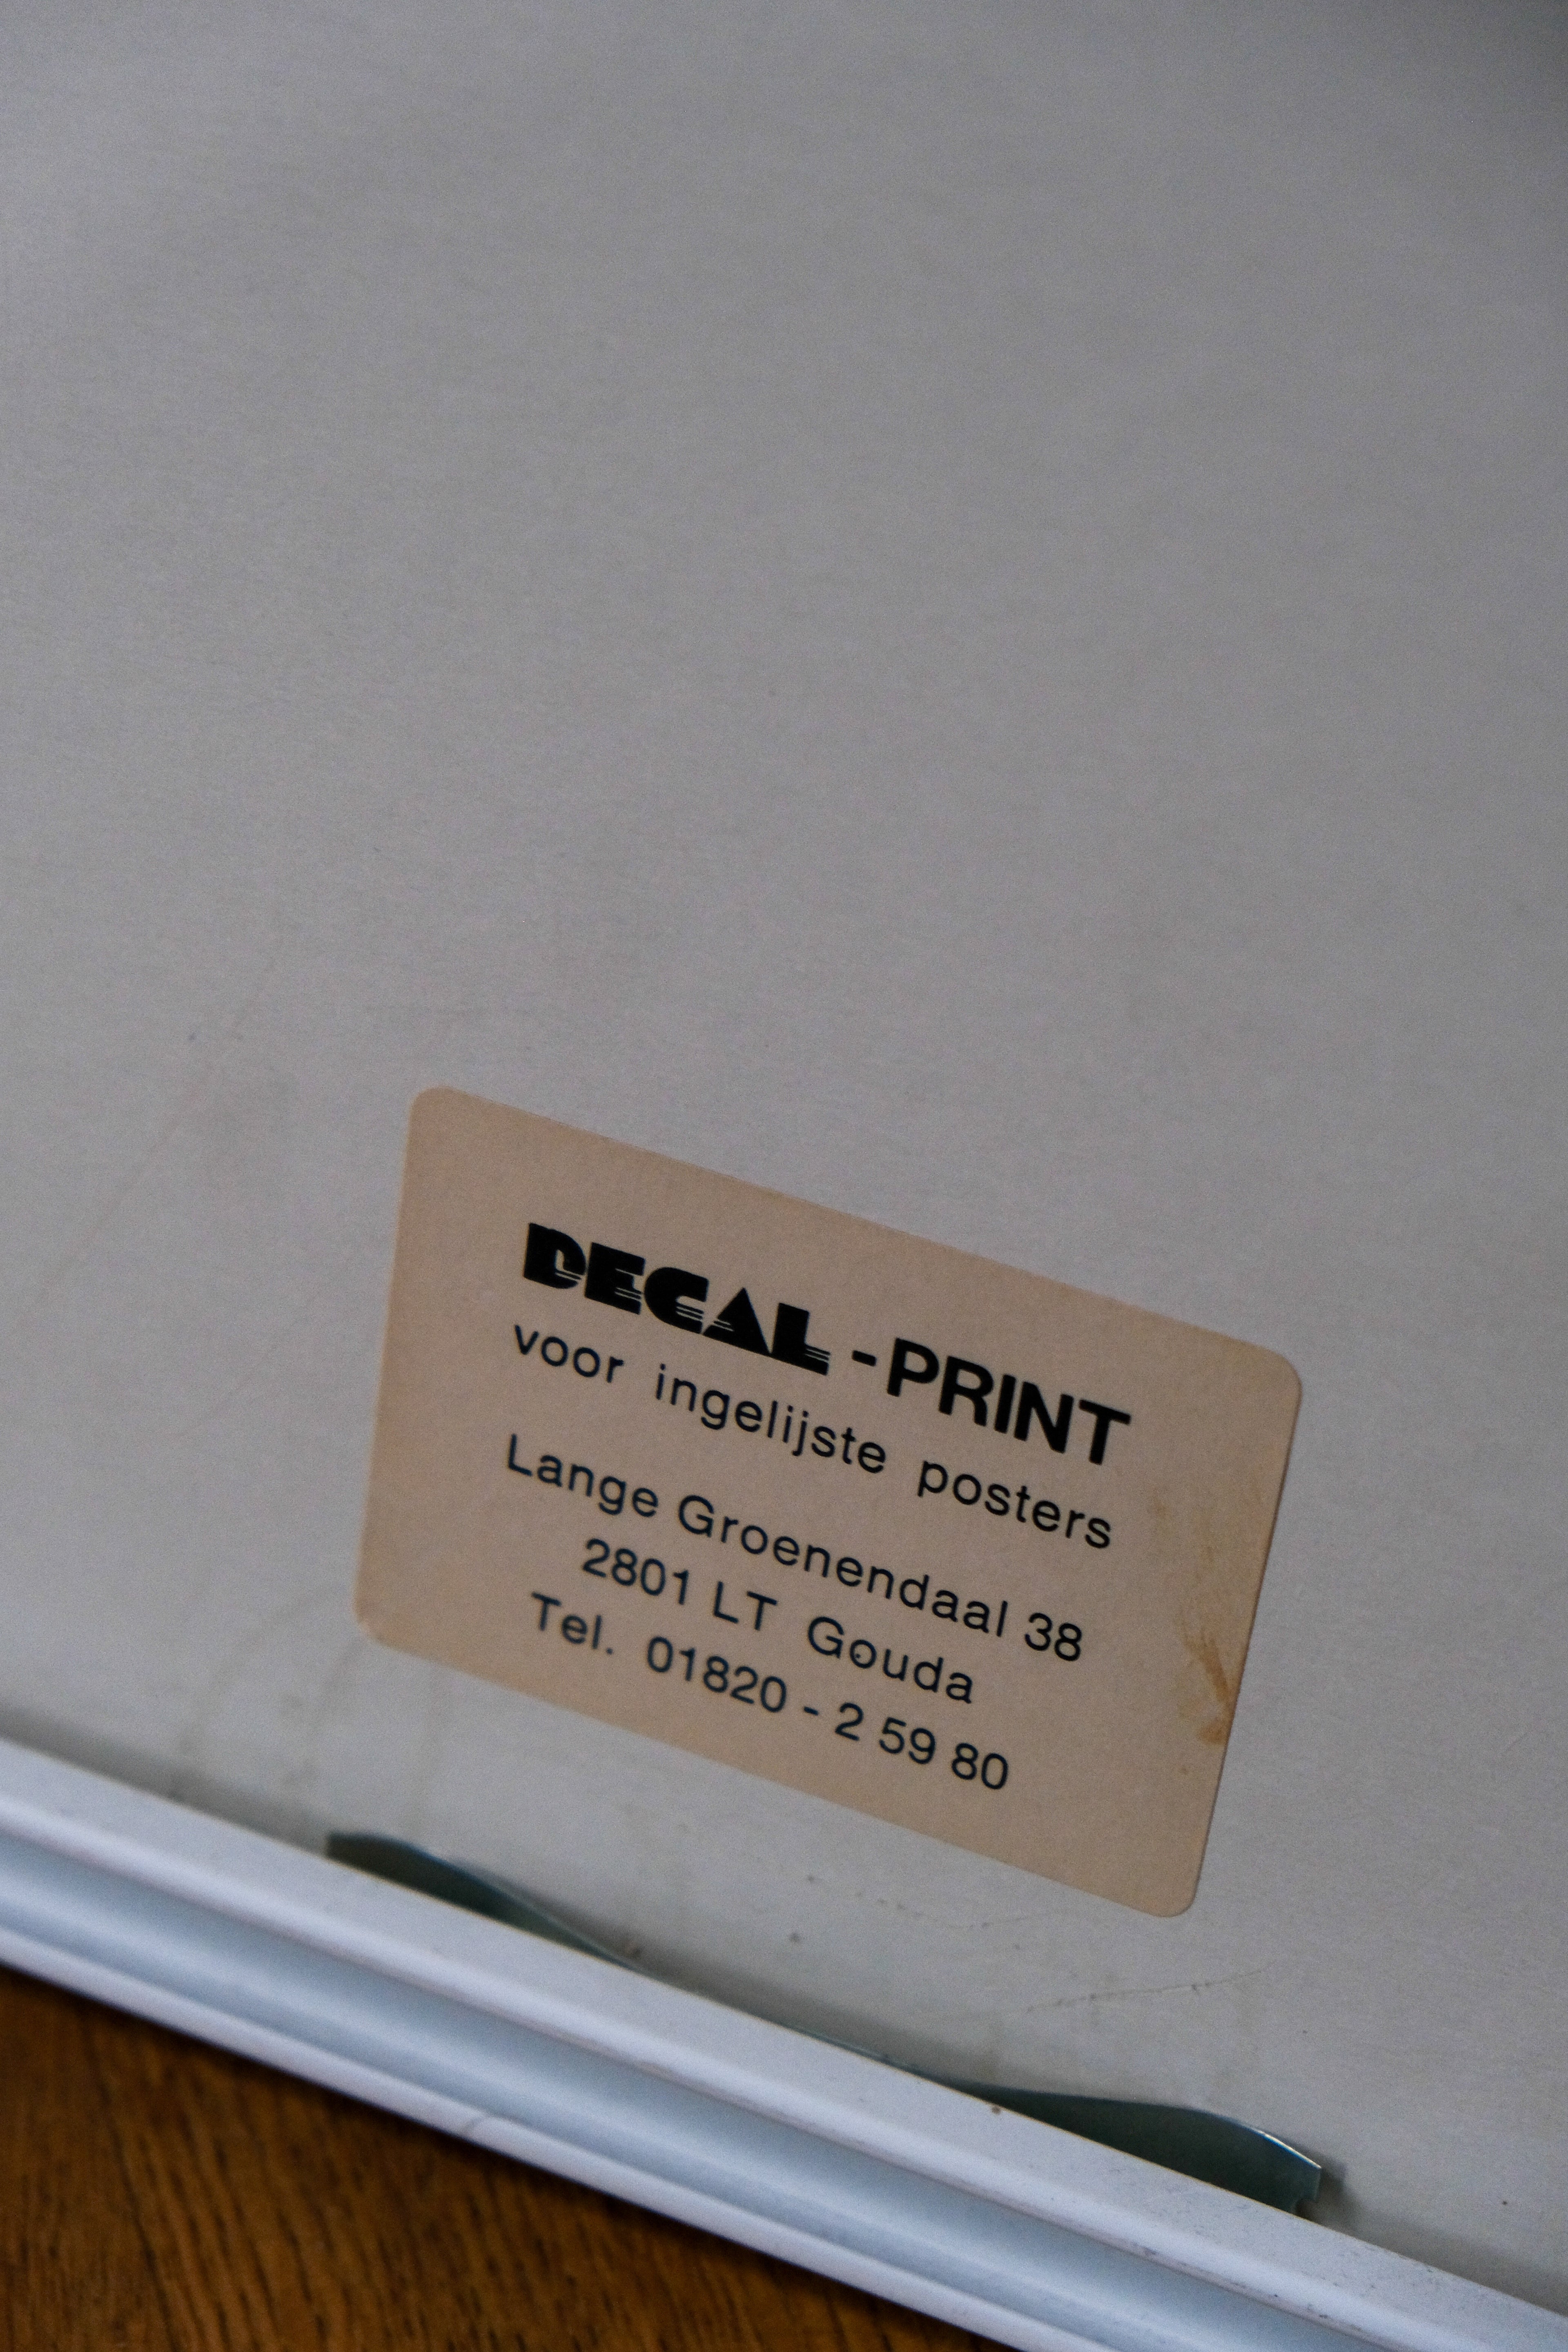 DECAL - PRINT
voor ingelijste posters
Lange Groenendaal 38
2801 LT Gouda
Tel. 01820 - 2 59 80